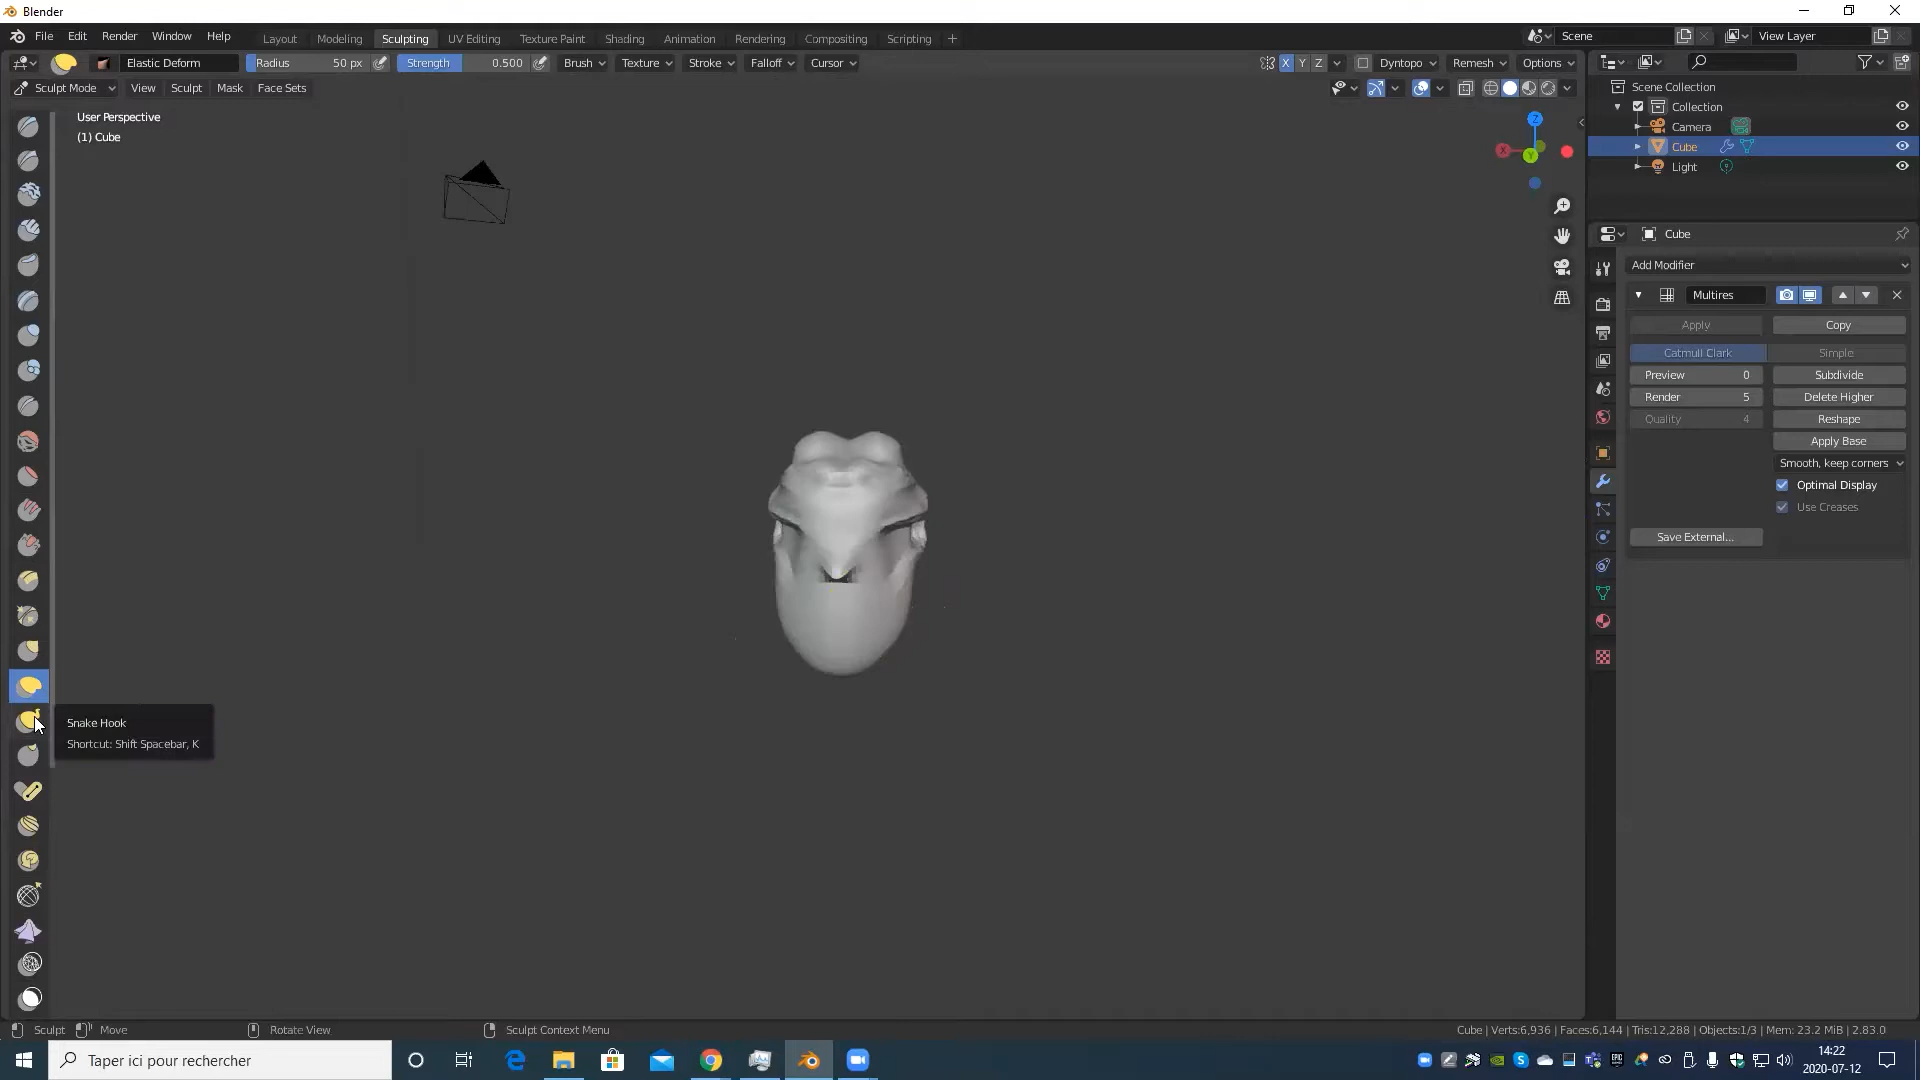 Blender
File Edit Render Window Help Layout Modeling Sculpting UV Editing Texture Paint Shading Animation Rendering Compositing Scripting + Scene View Layer
Elastic Deform Radius 50 px Strength 0.500 Brush Texture Stroke Falloff Cursor X Y Z Dyntopo Remesh Options
Sculpt Mode View Sculpt Mask Face Sets
User Perspective
(1) Cube
Z
X
Y
Scene Collection
Collection
Camera
Cube
Light
Cube
Add Modifier
Multires
Apply Copy
Catmull Clark Simple
Preview 0 Subdivide
Render 5 Delete Higher
Quality 4 Reshape
Apply Base
Smooth, keep corners
Optimal Display
Use Creases
Save External...
Snake Hook
Shortcut: Shift Spacebar, K
Sculpt Move Rotate View Sculpt Context Menu Cube | Verts:6,936 | Faces:6,144 | Tris:12,288 | Objects:1/3 | Mem: 23.2 MiB | 2.83.0
Taper ici pour rechercher
14:22
2020-07-12